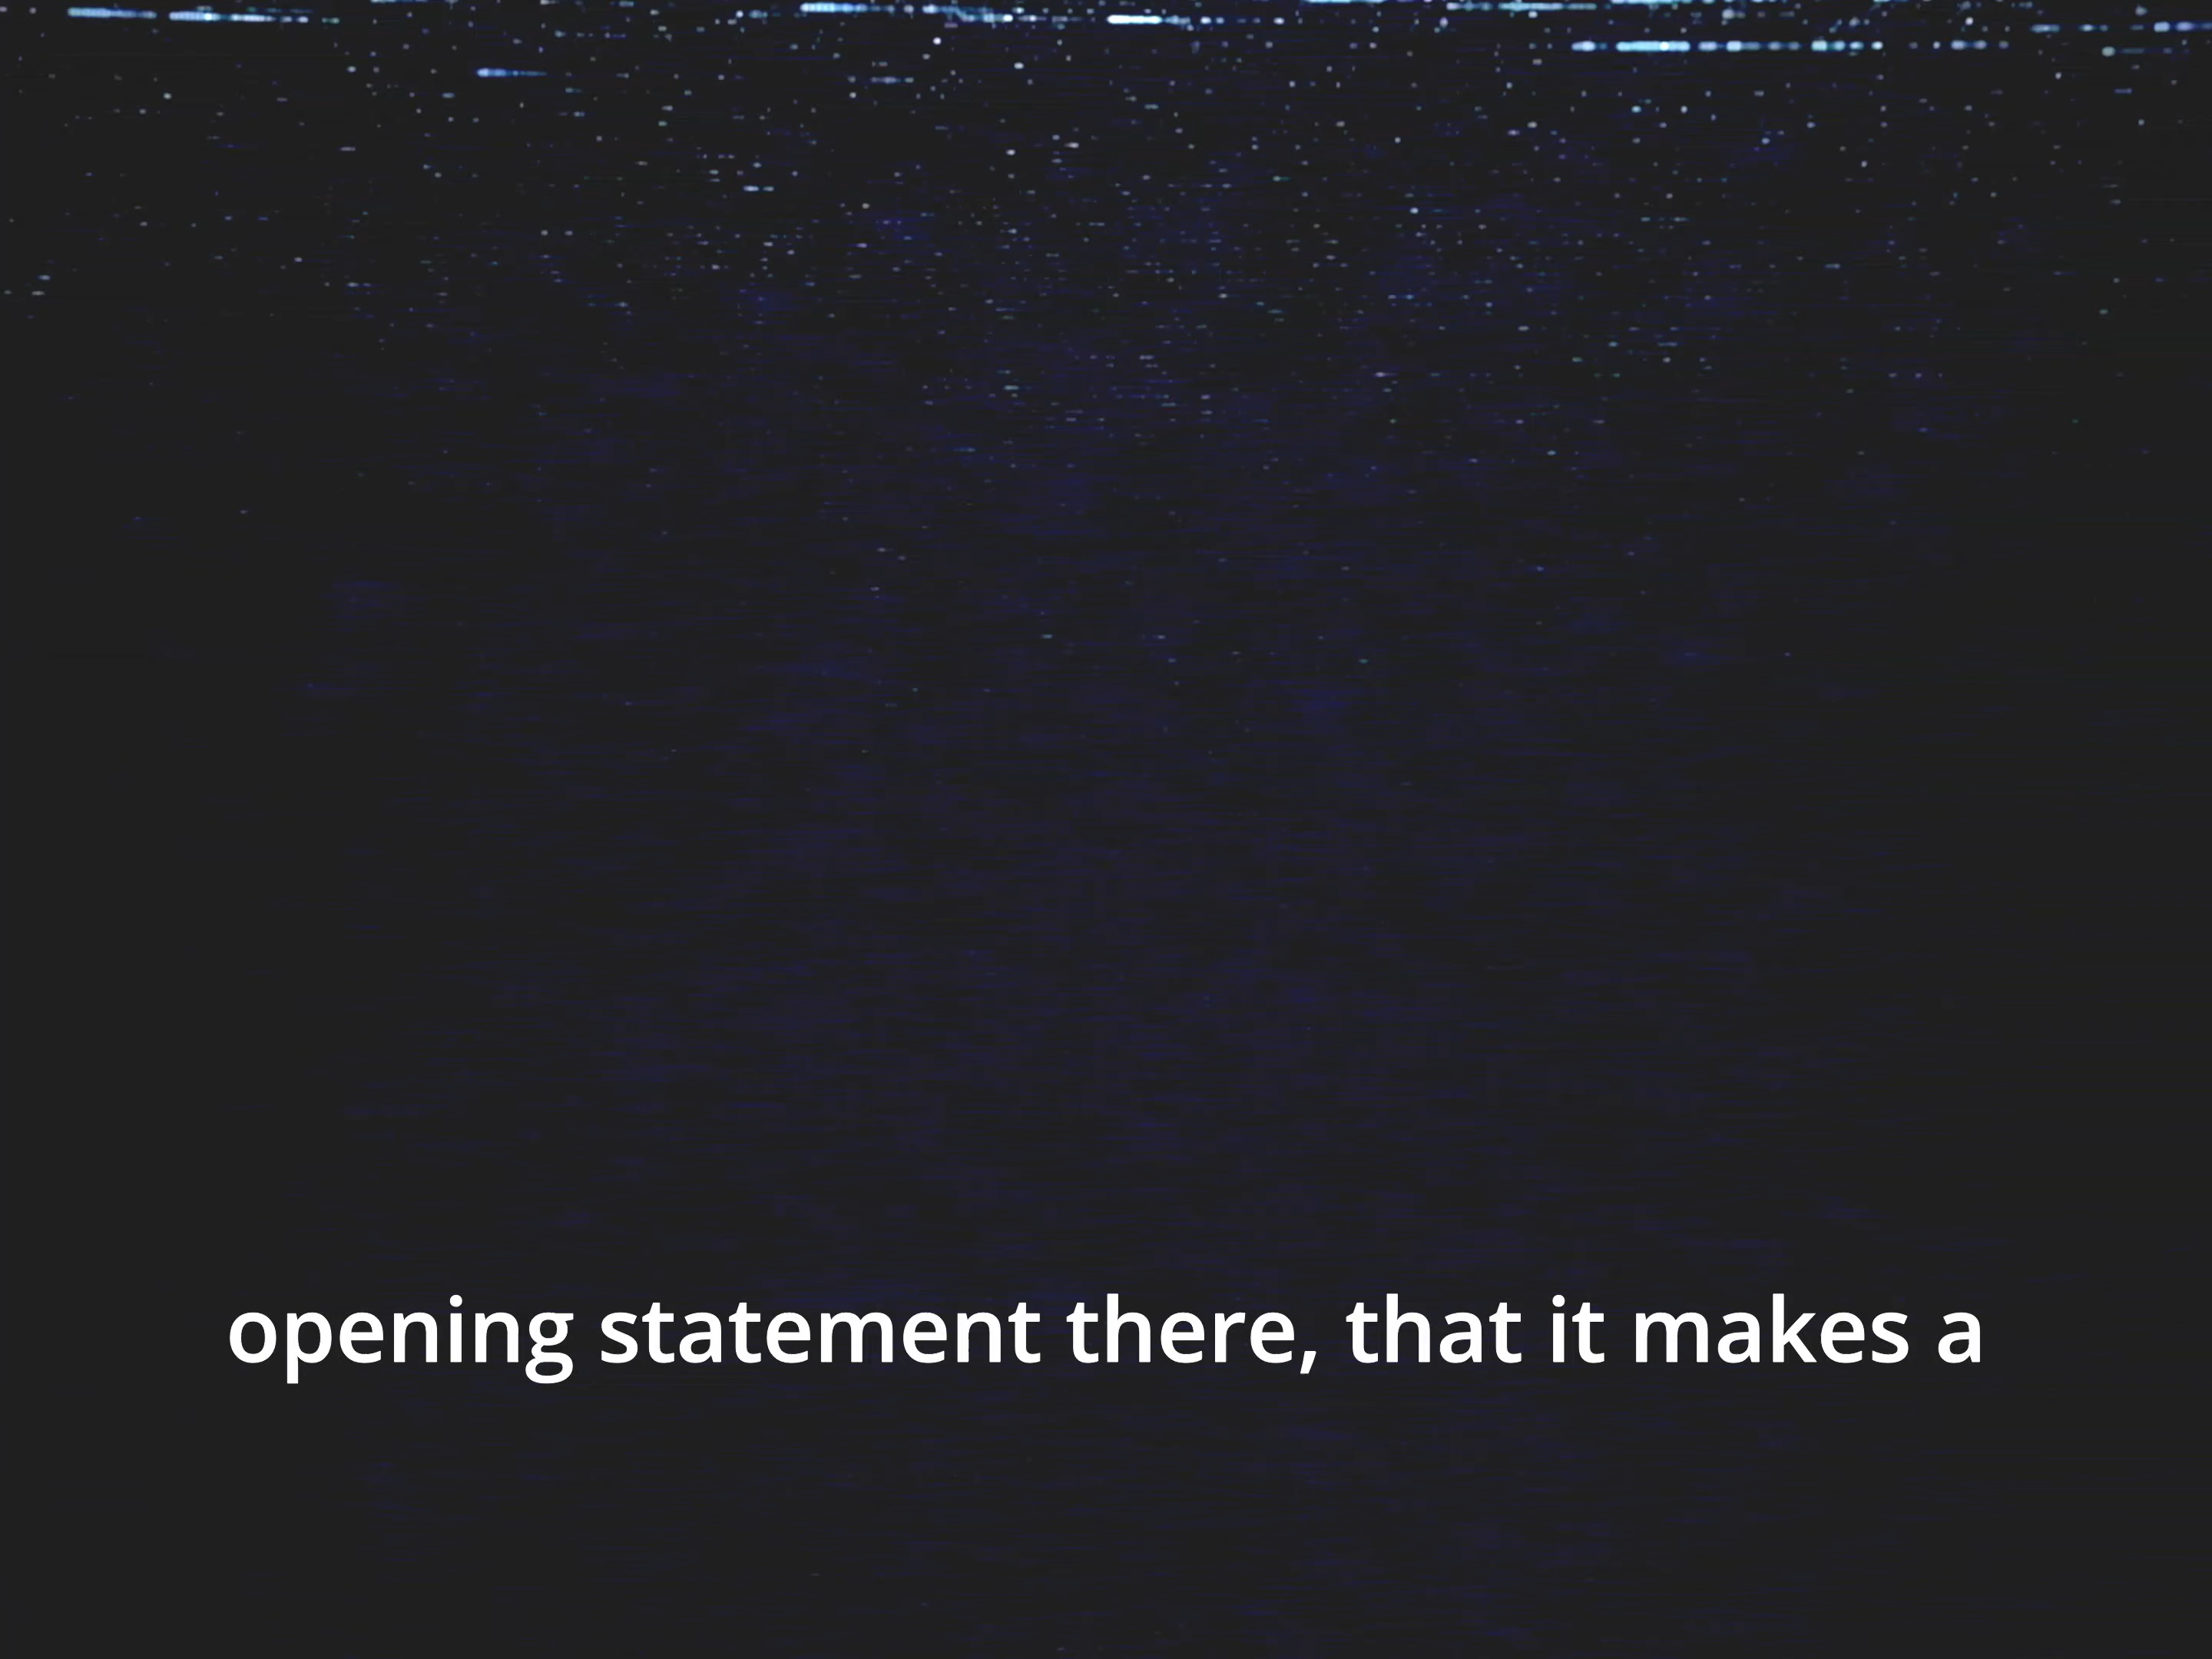 opening statement there, that it makes a